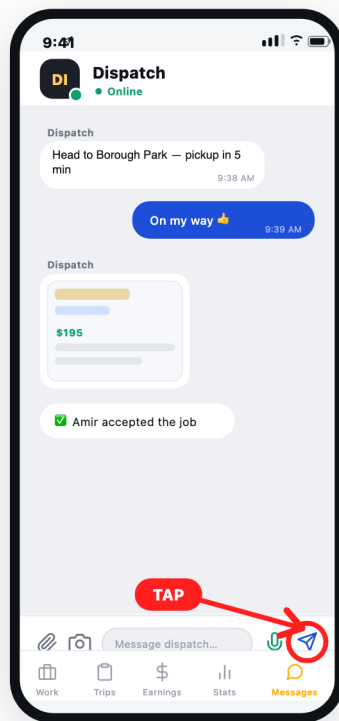 9:41
DI
Dispatch
Online
Dispatch
Head to Borough Park — pickup in 5
min
9:38 AM
On my way 👍
9:39 AM
Dispatch
$195
✅ Amir accepted the job
TAP
Message dispatch...
Work Trips Earnings Stats Messages